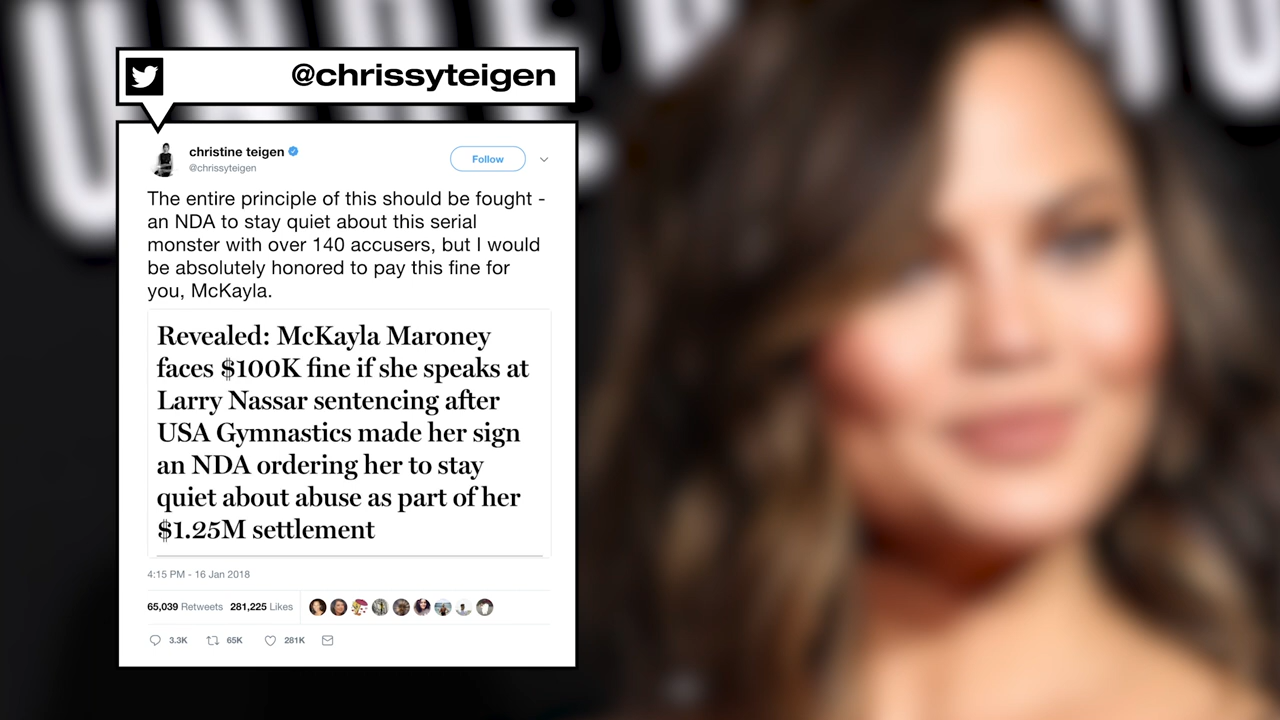 @chrissyteigen
christine teigen
@chrissyteigen
Follow
The entire principle of this should be fought -
an NDA to stay quiet about this serial
monster with over 140 accusers, but I would
be absolutely honored to pay this fine for
you, McKayla.
Revealed: McKayla Maroney
faces $100K fine if she speaks at
Larry Nassar sentencing after
USA Gymnastics made her sign
an NDA ordering her to stay
quiet about abuse as part of her
$1.25M settlement
4:15 PM - 16 Jan 2018
65,039 Retweets 281,225 Likes
3.3K 65K 281K